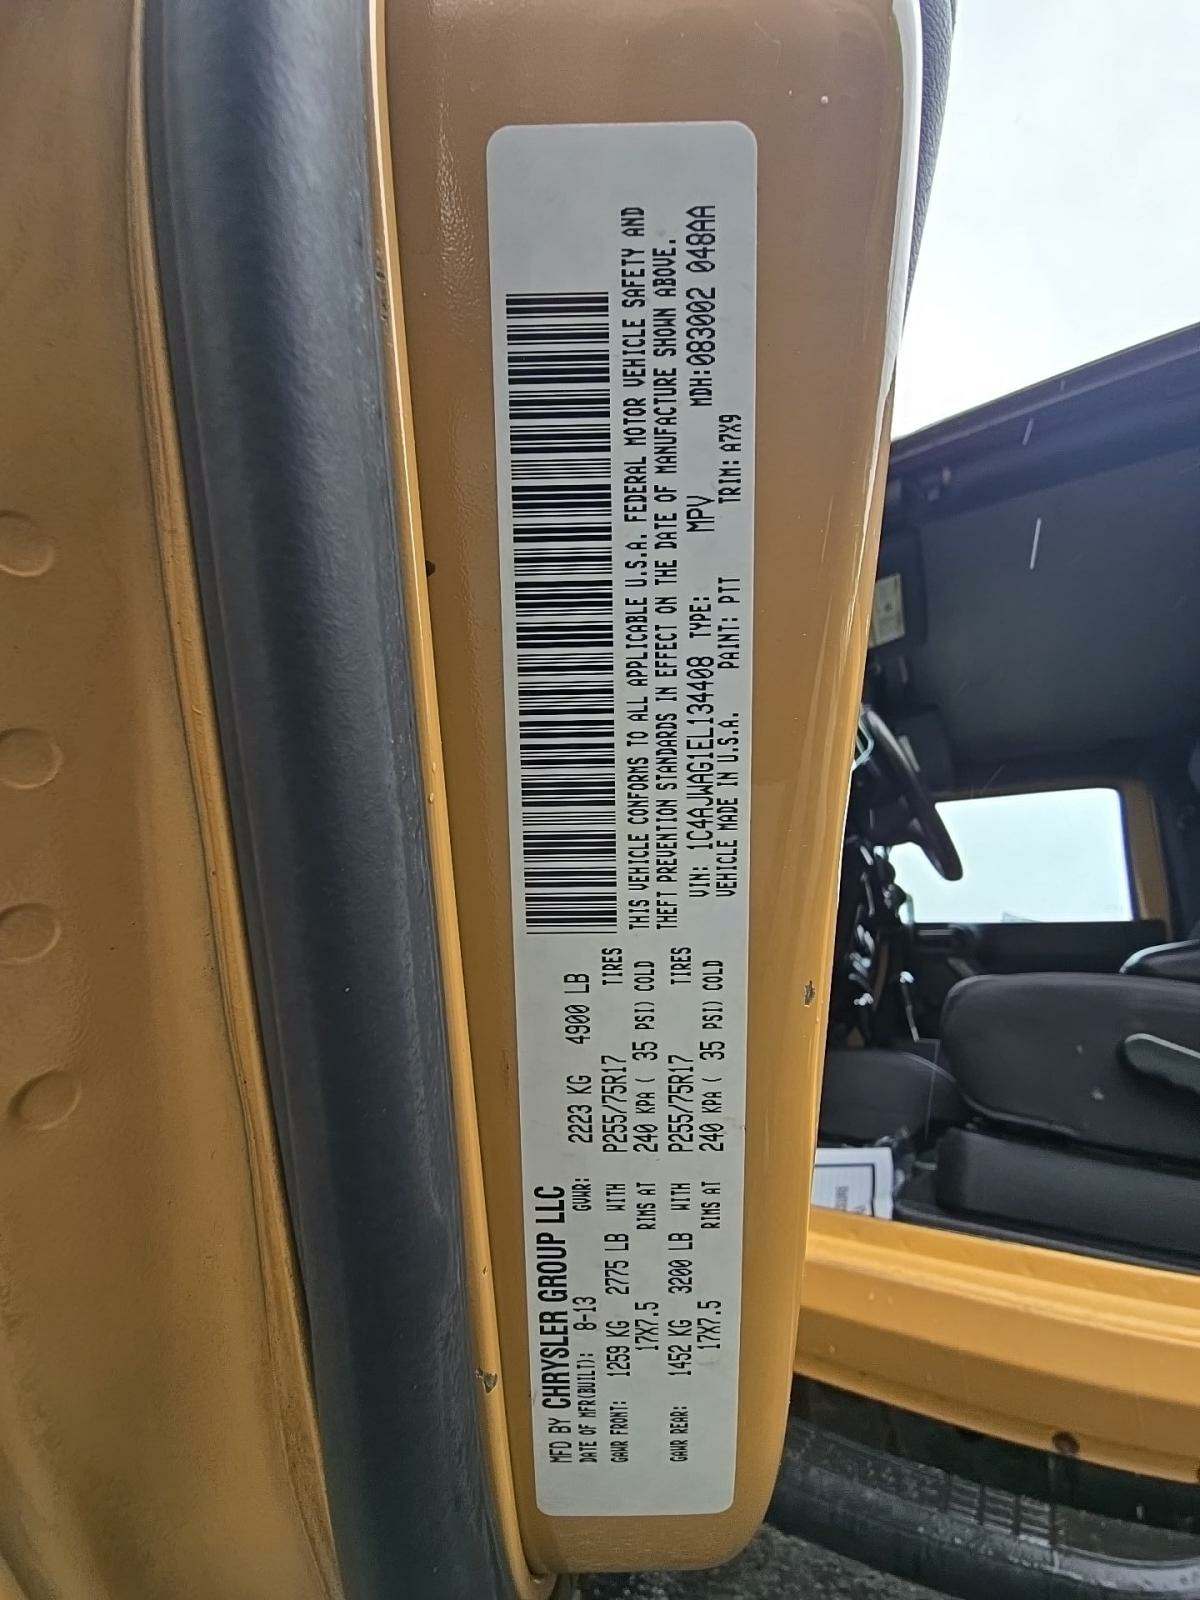 MFD BY CHRYSLER GROUP LLC
DATE OF MFR(BUILT): 8-13 GVWR: 2223 KG 4900 LB
GAWR FRONT: 1259 KG 2775 LB WITH P255/75R17 TIRES
17X7.5 RIMS AT 240 KPA ( 35 PSI) COLD
GAWR REAR: 1452 KG 3200 LB WITH P255/75R17 TIRES
17X7.5 RIMS AT 240 KPA ( 35 PSI) COLD
THIS VEHICLE CONFORMS TO ALL APPLICABLE U.S.A. FEDERAL MOTOR VEHICLE SAFETY AND
THEFT PREVENTION STANDARDS IN EFFECT ON THE DATE OF MANUFACTURE SHOWN ABOVE.
VIN: 1C4AJWAG1EL134408 TYPE: MPV MDH:083002 048AA
VEHICLE MADE IN U.S.A. PAINT: PTT TRIM: A7X9